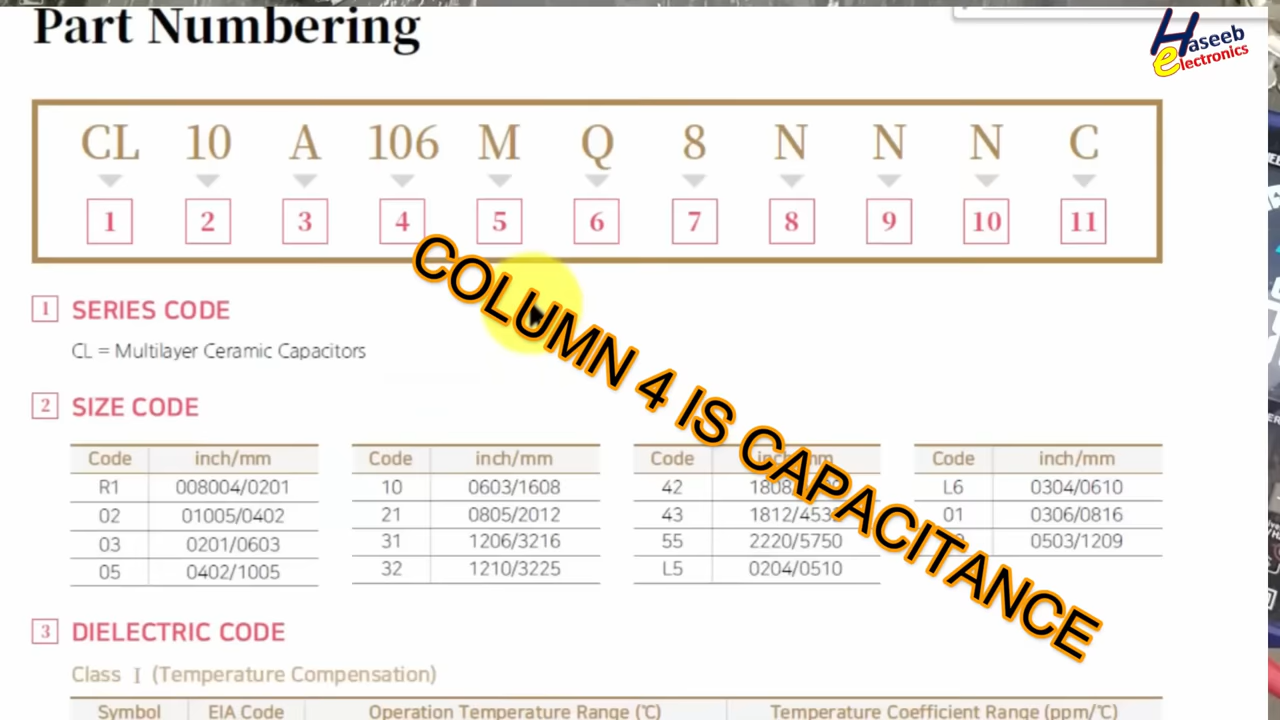 Part Numbering
Haseeb
electronics
CL 10 A 106 M Q 8 N N N C
1 2 3 4 5 6 7 8 9 10 11
COLUMN 4 IS CAPACITANCE
1 SERIES CODE
CL = Multilayer Ceramic Capacitors
2 SIZE CODE
Code inch/mm Code inch/mm Code inch/mm Code inch/mm
R1 008004/0201 10 0603/1608 42 1808 L6 0304/0610
02 01005/0402 21 0805/2012 43 1812/453 01 0306/0816
03 0201/0603 31 1206/3216 55 2220/5750 0503/1209
05 0402/1005 32 1210/3225 L5 0204/0510
3 DIELECTRIC CODE
Class I (Temperature Compensation)
Symbol EIA Code Operation Temperature Range (℃) Temperature Coefficient Range (ppm/℃)